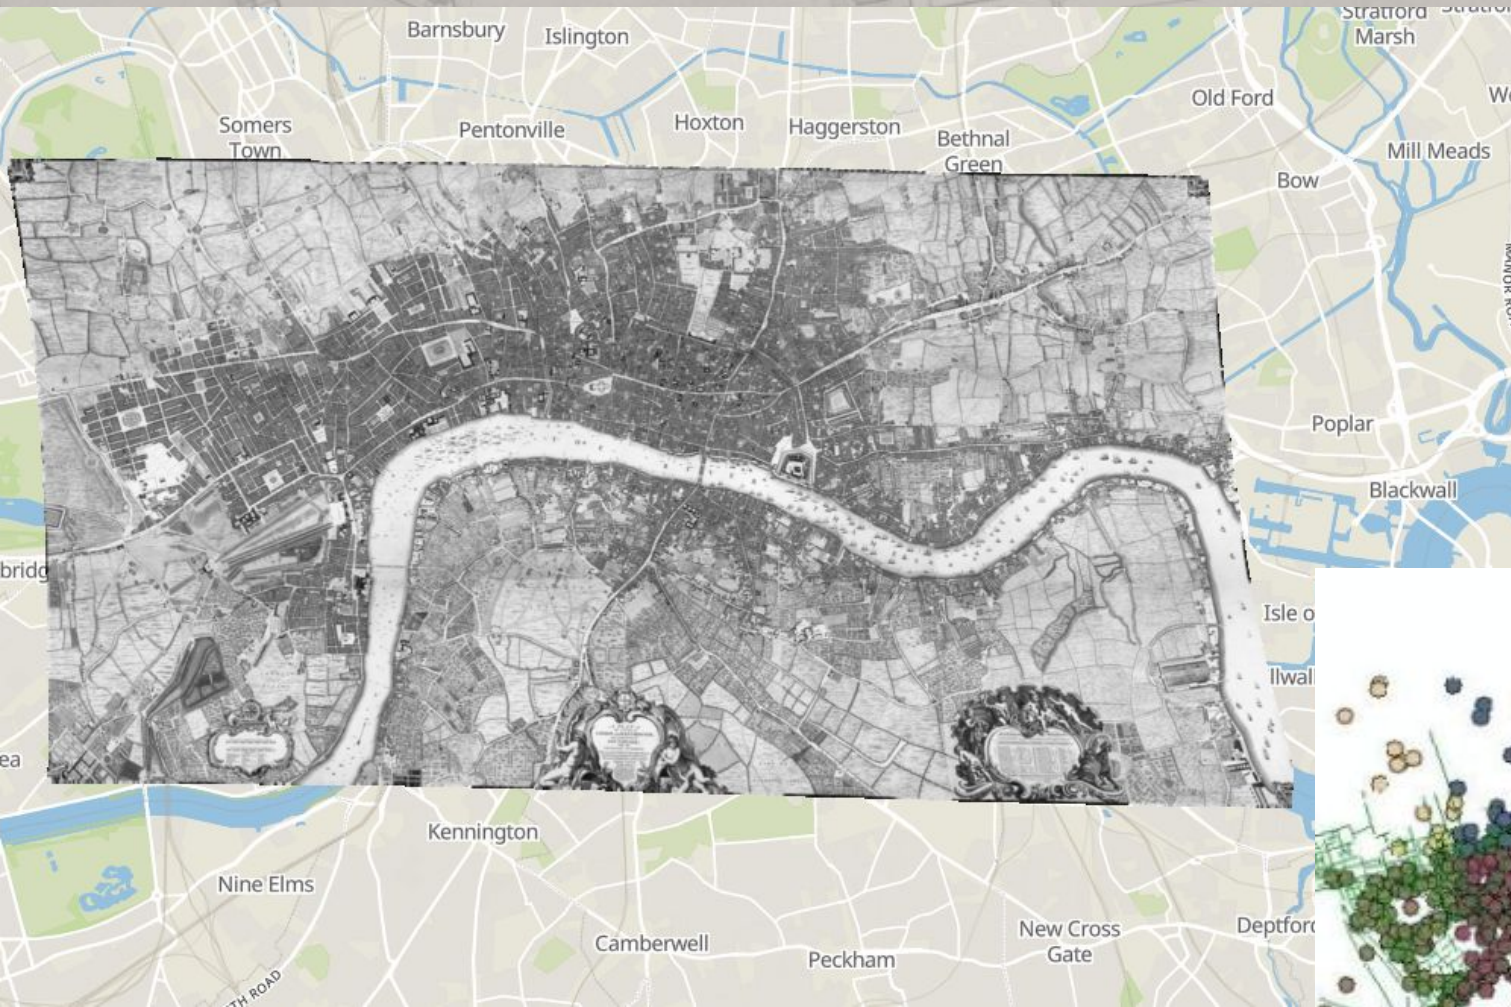 Stratford
Marsh
Barnsbury
Islington
Old Ford
Somers
Town
Pentonville
Hoxton
Haggerston
Bethnal
Green
Mill Meads
Bow
Poplar
Blackwall
Isle o
llwal
ea
bridg
Kennington
Nine Elms
Camberwell
Peckham
New Cross
Gate
Deptford
TH ROAD